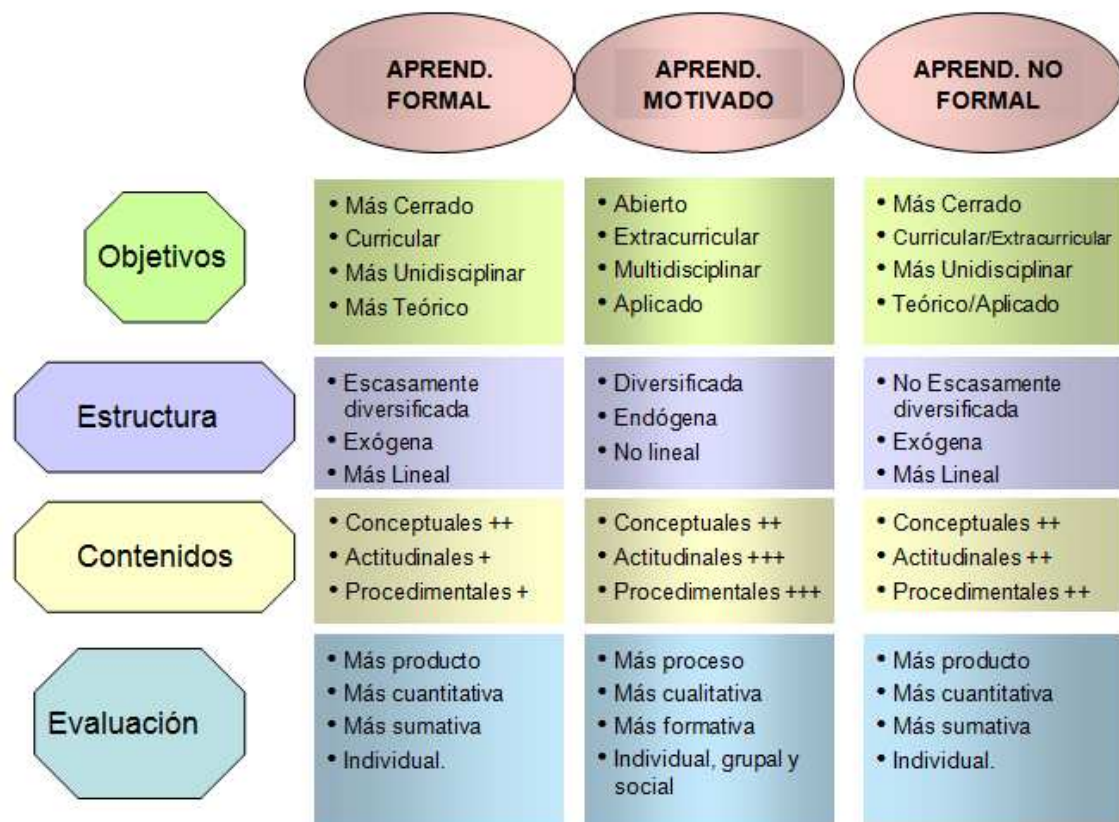 APREND.
FORMAL
APREND.
MOTIVADO
APREND. NO
FORMAL
Objetivos
• Más Cerrado
• Curricular
• Más Unidisciplinar
• Más Teórico
• Abierto
• Extracurricular
• Multidisciplinar
• Aplicado
• Más Cerrado
• Curricular/Extracurricular
• Más Unidisciplinar
• Teórico/Aplicado
Estructura
• Escasamente
diversificada
• Exógena
• Más Lineal
• Diversificada
• Endógena
• No lineal
• No Escasamente
diversificada
• Exógena
• Más Lineal
Contenidos
• Conceptuales ++
• Actitudinales +
• Procedimentales +
• Conceptuales ++
• Actitudinales +++
• Procedimentales +++
• Conceptuales ++
• Actitudinales ++
• Procedimentales ++
Evaluación
• Más producto
• Más cuantitativa
• Más sumativa
• Individual.
• Más proceso
• Más cualitativa
• Más formativa
• Individual, grupal y
social
• Más producto
• Más cuantitativa
• Más sumativa
• Individual.